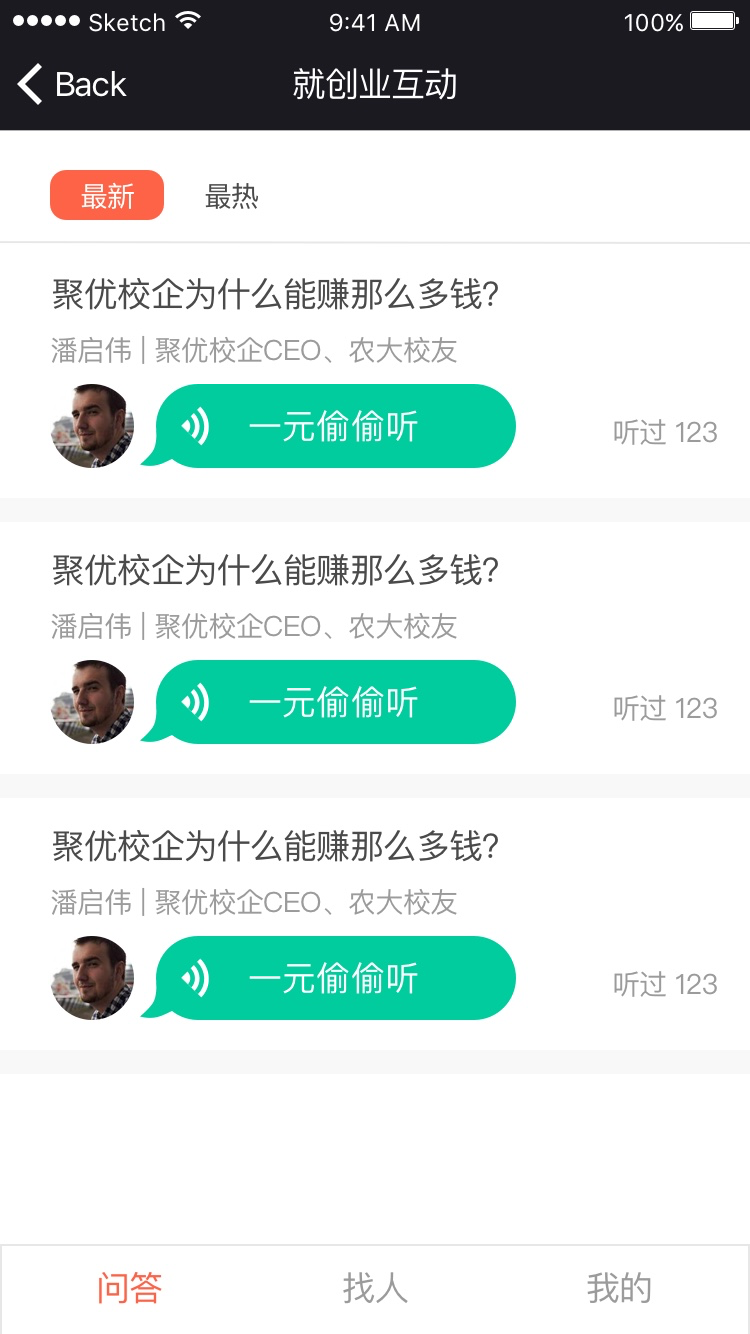 Sketch 9:41 AM 100%
Back 就创业互动
最新 最热
聚优校企为什么能赚那么多钱?
潘启伟 | 聚优校企CEO、农大校友
一元偷偷听 听过 123
聚优校企为什么能赚那么多钱?
潘启伟 | 聚优校企CEO、农大校友
一元偷偷听 听过 123
聚优校企为什么能赚那么多钱?
潘启伟 | 聚优校企CEO、农大校友
一元偷偷听 听过 123
问答 找人 我的